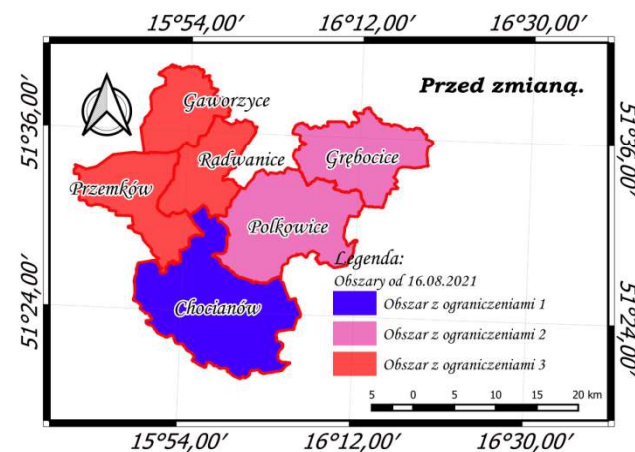 15°54,00′ 16°12,00′ 16°30,00′
Przed zmianą.
51°36,00′ 51°36,00′
Gaworzyce
Radwanice
Grębocice
Przemków
Polkowice
Legenda:
Obszary od 16.08.2021
51°24,00′ 51°24,00′
Chocianów
Obszar z ograniczeniami 1
Obszar z ograniczeniami 2
Obszar z ograniczeniami 3
5 0 5 10 15 20 km
15°54,00′ 16°12,00′ 16°30,00′